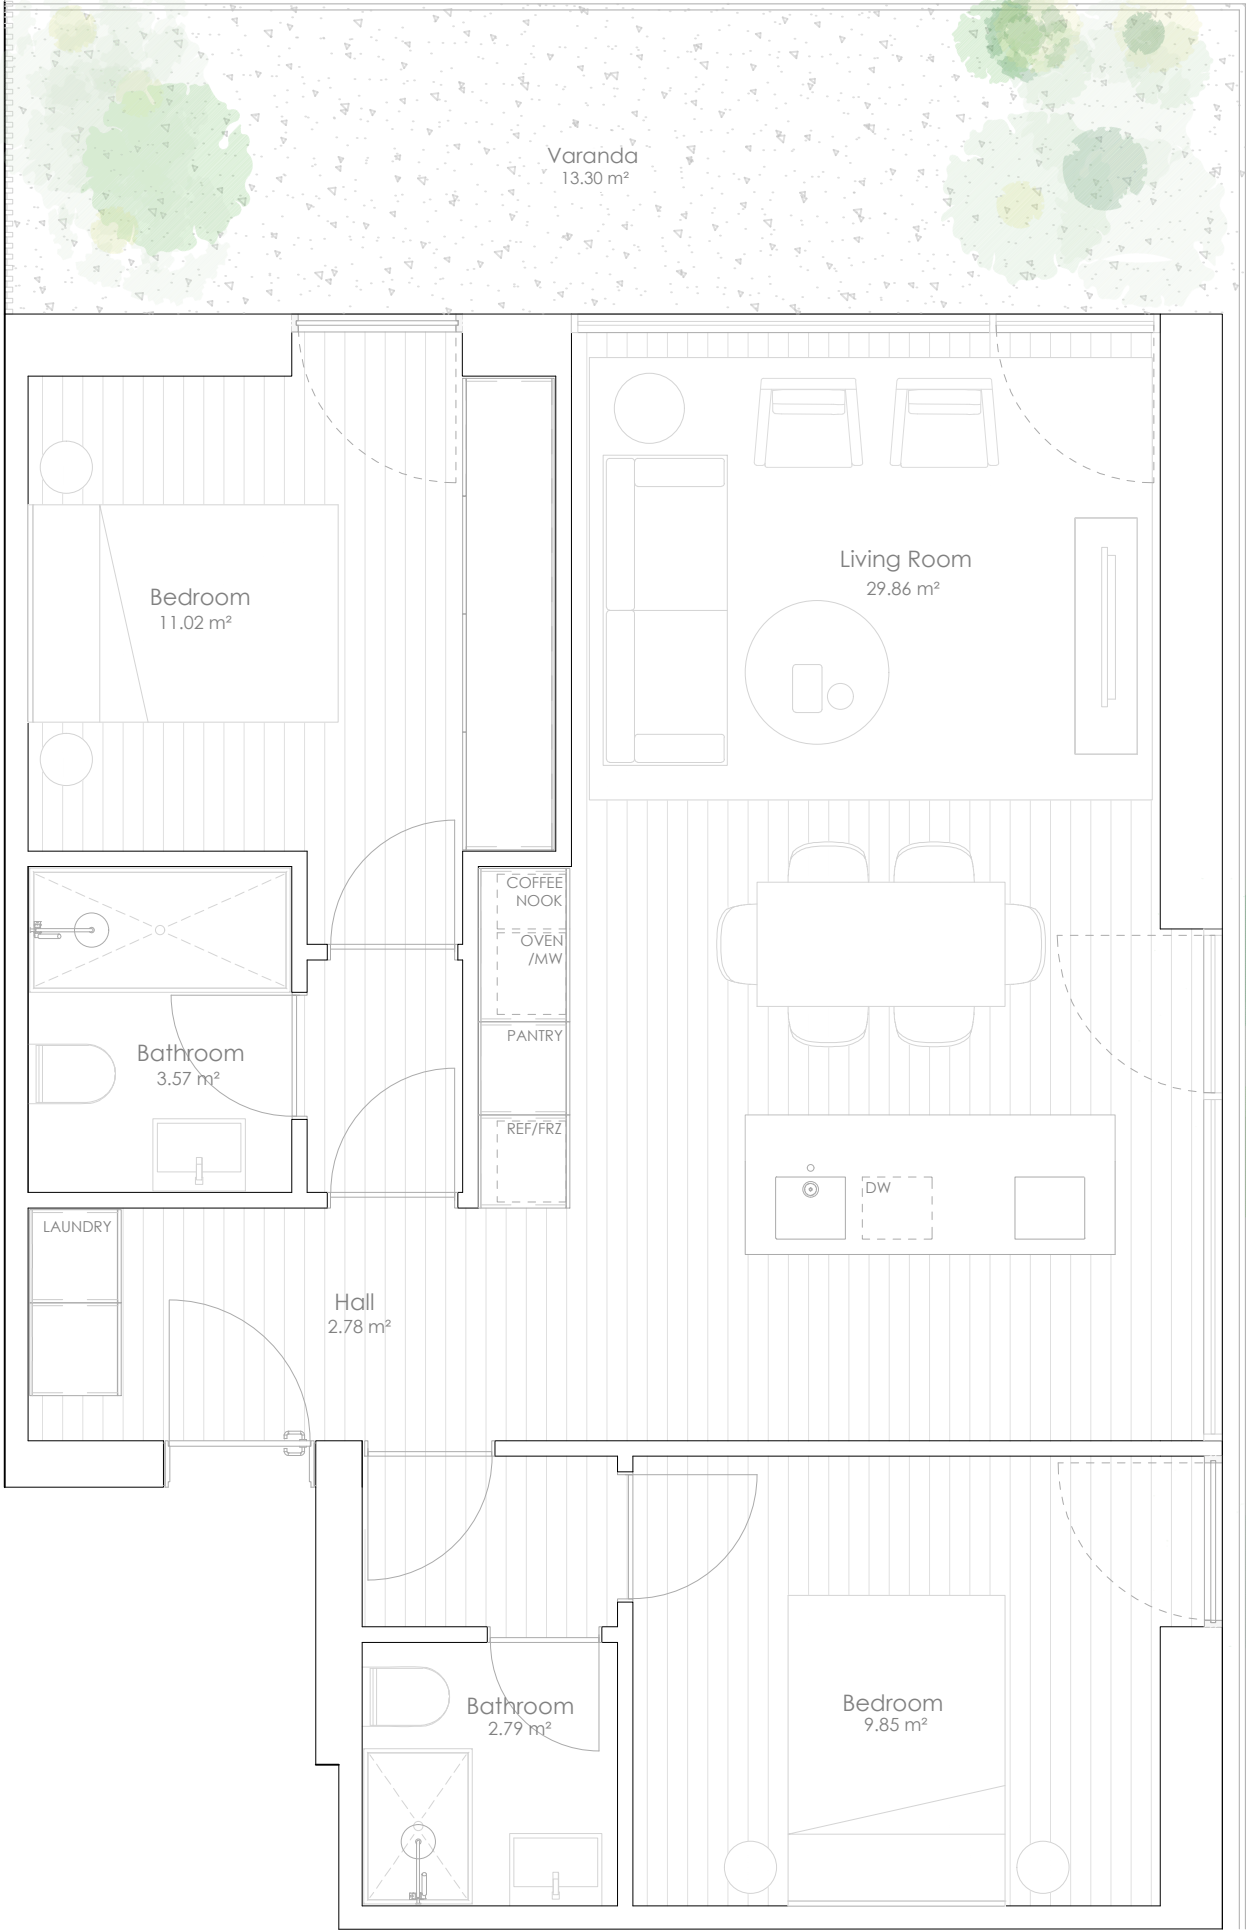 Varanda
13.30 m²
Living Room
29.86 m²
Bedroom
11.02 m²
COFFEE
NOOK
OVEN
/MW
PANTRY
REF/FRZ
Bathroom
3.57 m²
DW
LAUNDRY
Hall
2.78 m²
Bathroom
2.79 m²
Bedroom
9.85 m²